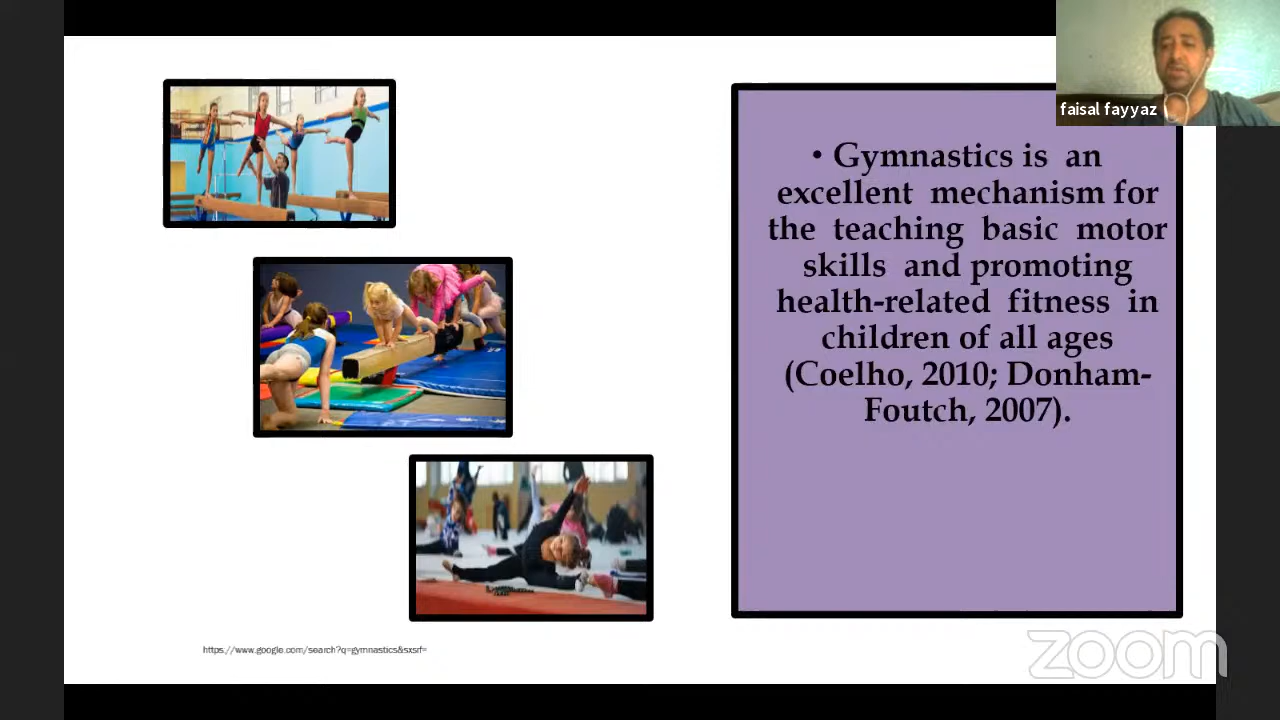 faisal fayyaz
• Gymnastics is an
excellent mechanism for
the teaching basic motor
skills and promoting
health-related fitness in
children of all ages
(Coelho, 2010; Donham-
Foutch, 2007).
https://www.google.com/search?q=gymnastics&sxsrf=
zoom